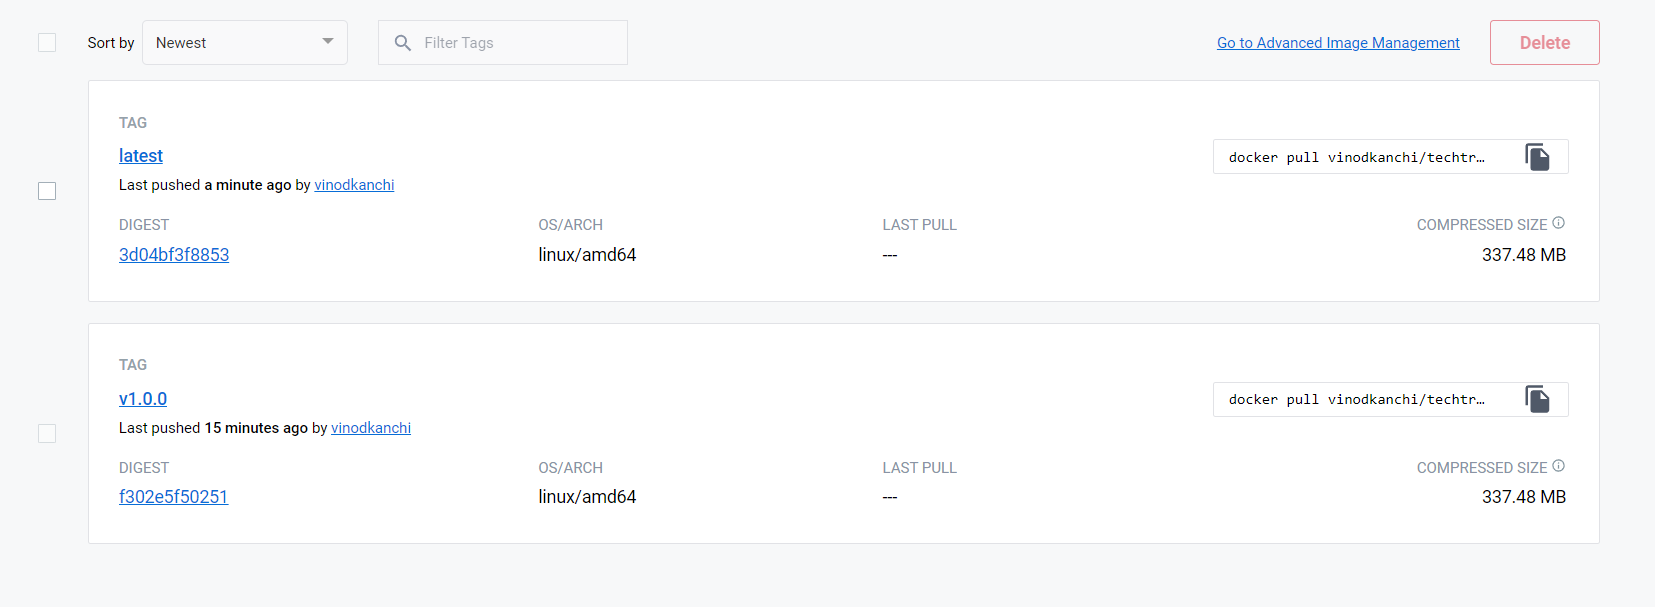 Sort by Newest Filter Tags Go to Advanced Image Management Delete
TAG
latest
docker pull vinodkanchi/techtr…
Last pushed a minute ago by vinodkanchi
DIGEST OS/ARCH LAST PULL COMPRESSED SIZE
3d04bf3f8853 linux/amd64 --- 337.48 MB
TAG
v1.0.0
docker pull vinodkanchi/techtr…
Last pushed 15 minutes ago by vinodkanchi
DIGEST OS/ARCH LAST PULL COMPRESSED SIZE
f302e5f50251 linux/amd64 --- 337.48 MB